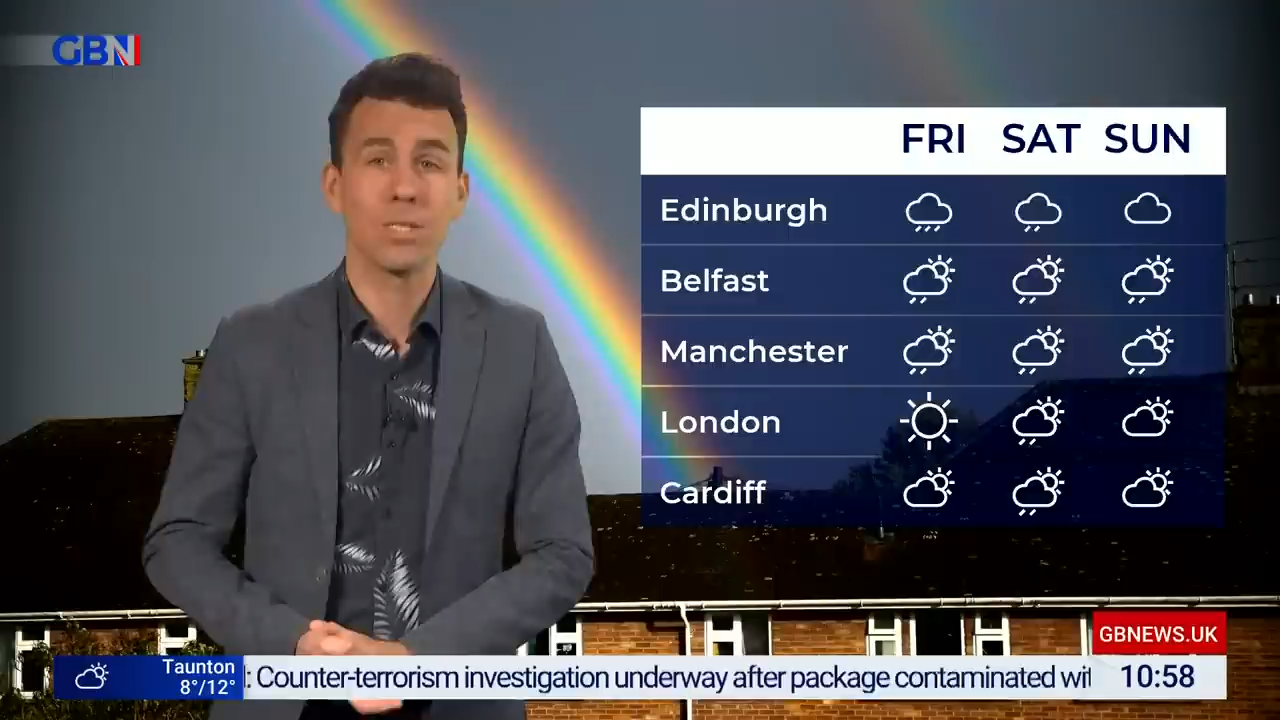 GBN
FRI SAT SUN
Edinburgh
Belfast
Manchester
London
Cardiff
GBNEWS.UK
Taunton
8°/12°
: Counter-terrorism investigation underway after package contaminated wit
10:58